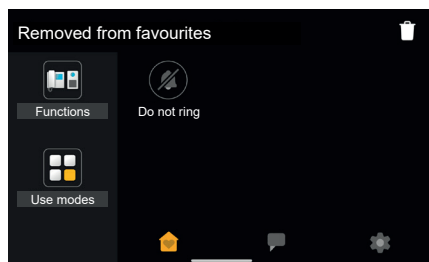 Removed from favourites
Functions
Do not ring
Use modes